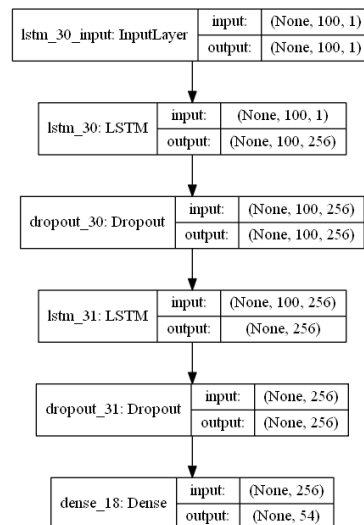 lstm_30_input: InputLayer
input: (None, 100, 1)
output: (None, 100, 1)
lstm_30: LSTM
input: (None, 100, 1)
output: (None, 100, 256)
dropout_30: Dropout
input: (None, 100, 256)
output: (None, 100, 256)
lstm_31: LSTM
input: (None, 100, 256)
output: (None, 256)
dropout_31: Dropout
input: (None, 256)
output: (None, 256)
dense_18: Dense
input: (None, 256)
output: (None, 54)